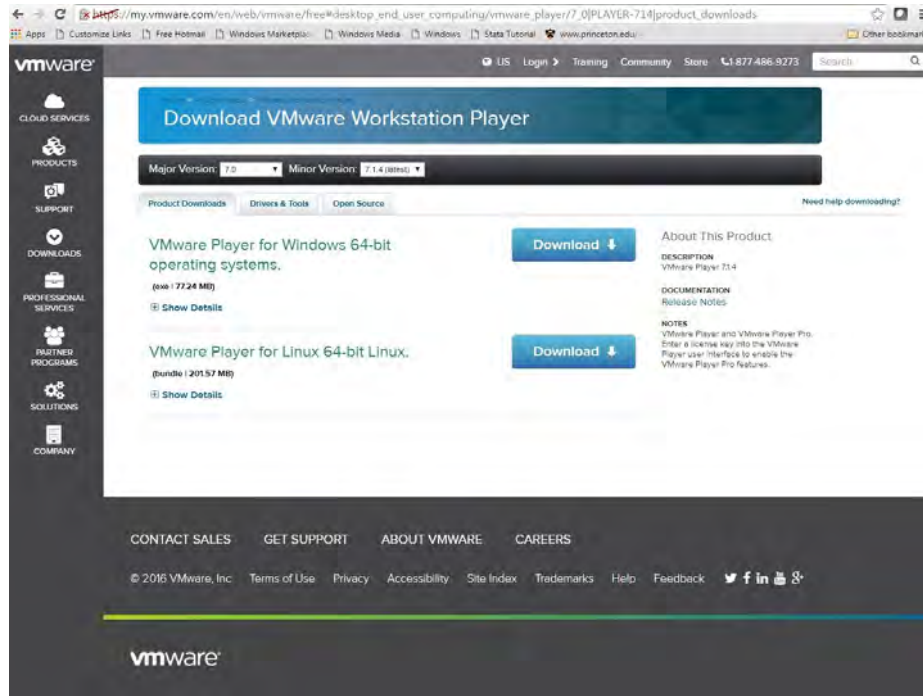 https://my.vmware.com/en/web/vmware/free#desktop_end_user_computing/vmware_player/7_0|PLAYER-714|product_downloads
Apps Customize Links Free Hotmail Windows Marketplac Windows Media Windows Stata Tutorial www.princeton.edu Other bookmark
vmware
US Login Training Community Store 1-877-486-9273 Search
CLOUD SERVICES
PRODUCTS
SUPPORT
DOWNLOADS
PROFESSIONAL
SERVICES
PARTNER
PROGRAMS
SOLUTIONS
COMPANY
Download VMware Workstation Player
Major Version: 7.0 Minor Version: 7.1.4 (latest)
Product Downloads Drivers & Tools Open Source Need help downloading?
VMware Player for Windows 64-bit
operating systems.
(exe | 77.24 MB)
Show Details
Download
VMware Player for Linux 64-bit Linux.
(bundle | 201.57 MB)
Show Details
Download
About This Product
DESCRIPTION
VMware Player 7.1.4
DOCUMENTATION
Release Notes
NOTES
VMware Player and VMware Player Pro.
Enter a license key into the VMware
Player user interface to enable the
VMware Player Pro features.
CONTACT SALES GET SUPPORT ABOUT VMWARE CAREERS
© 2016 VMware, Inc Terms of Use Privacy Accessibility Site Index Trademarks Help Feedback
vmware